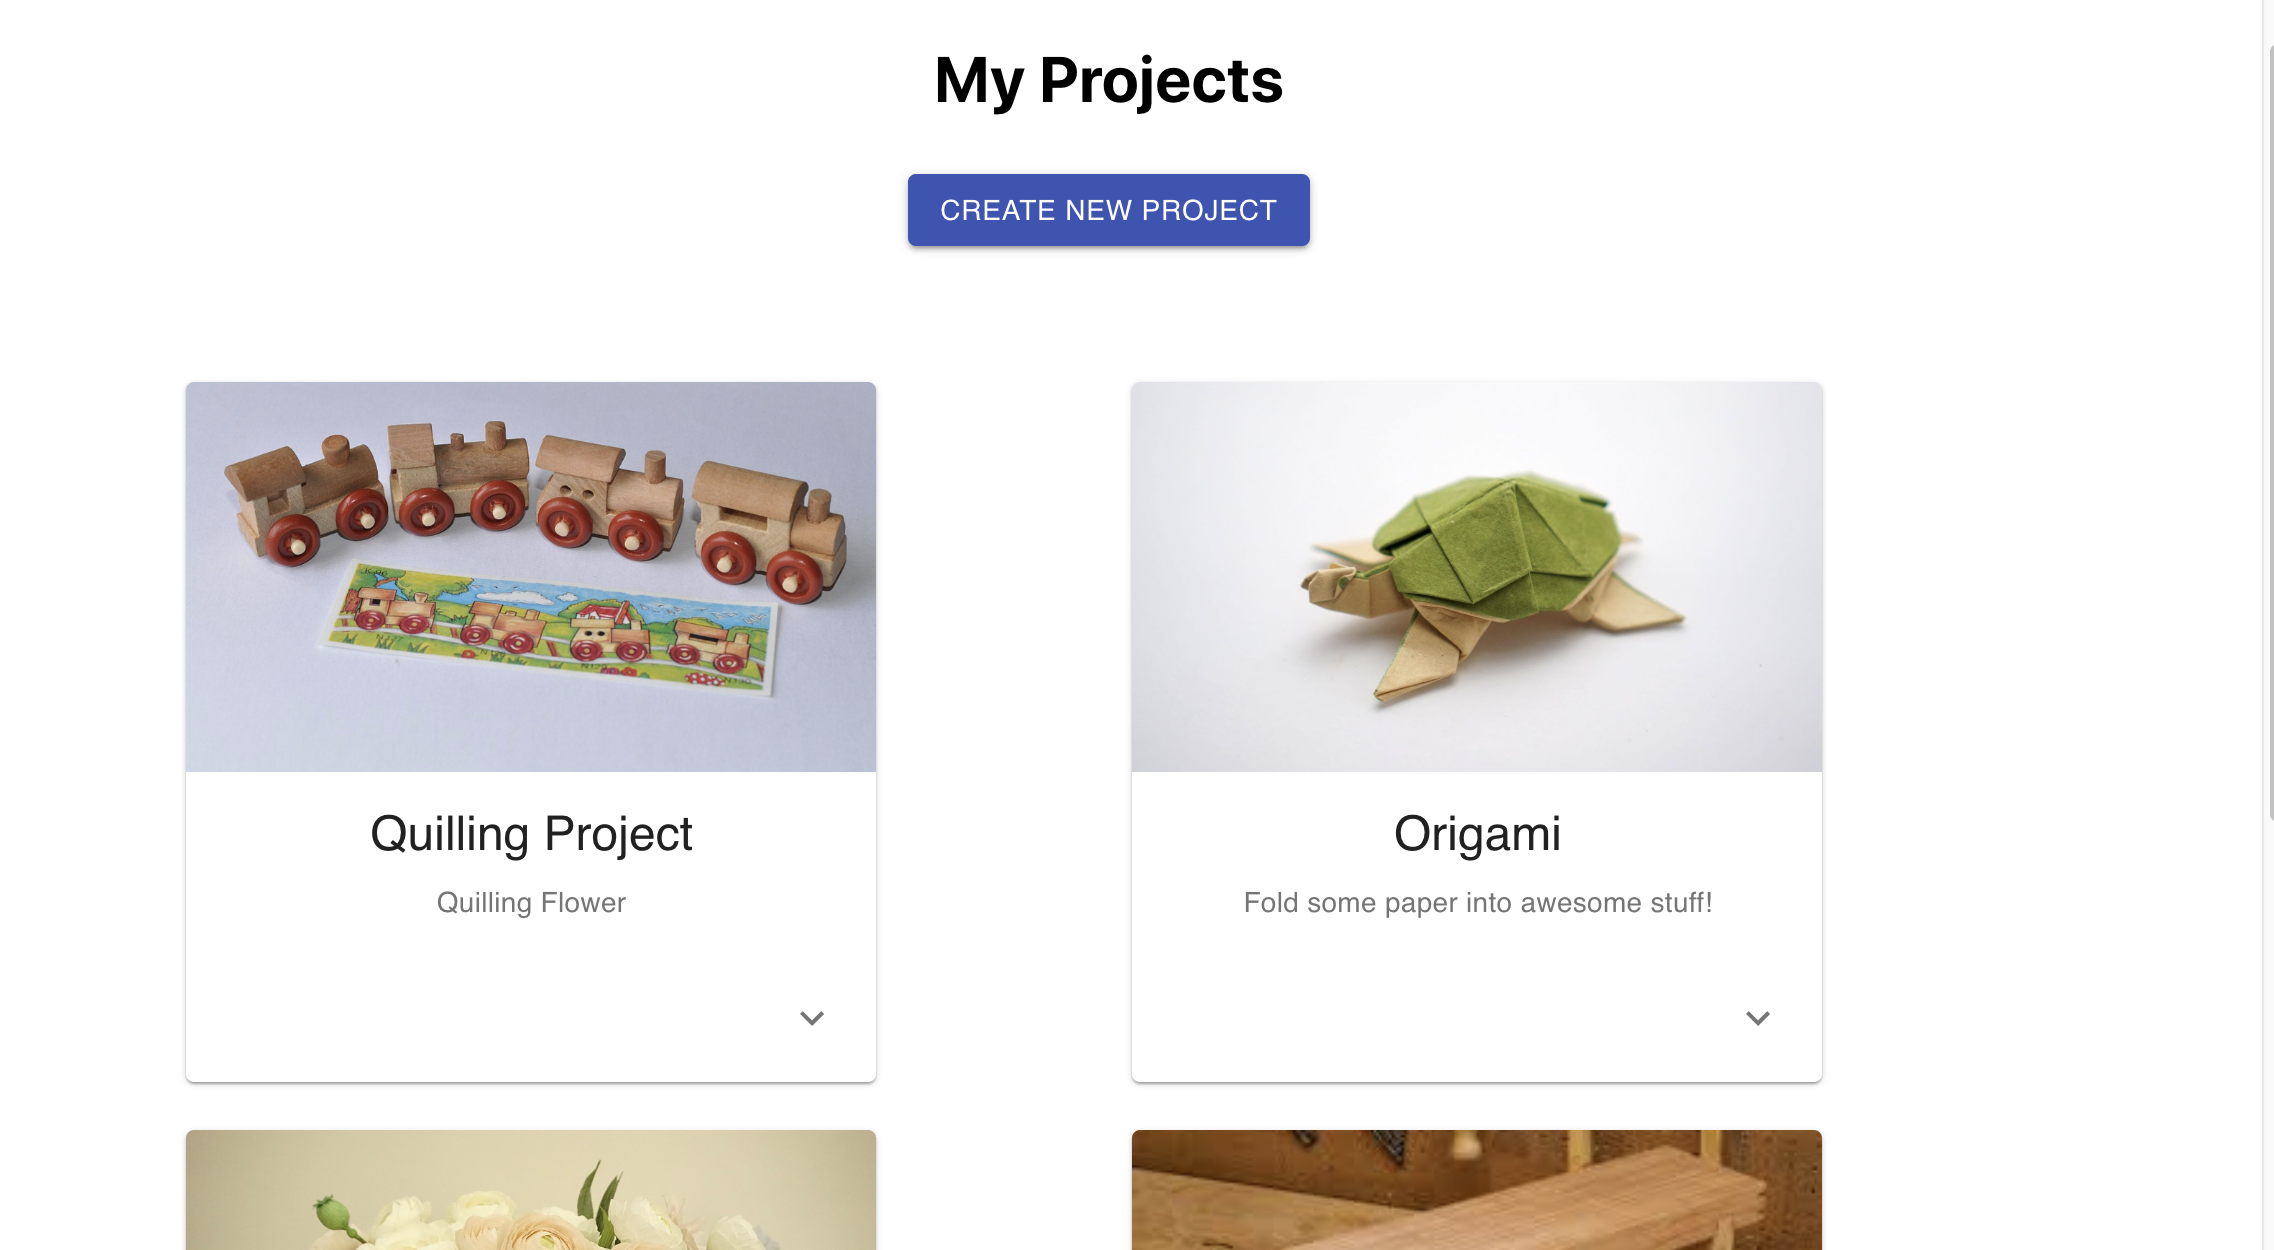 My Projects
CREATE NEW PROJECT
Quilling Project
Quilling Flower
Origami
Fold some paper into awesome stuff!